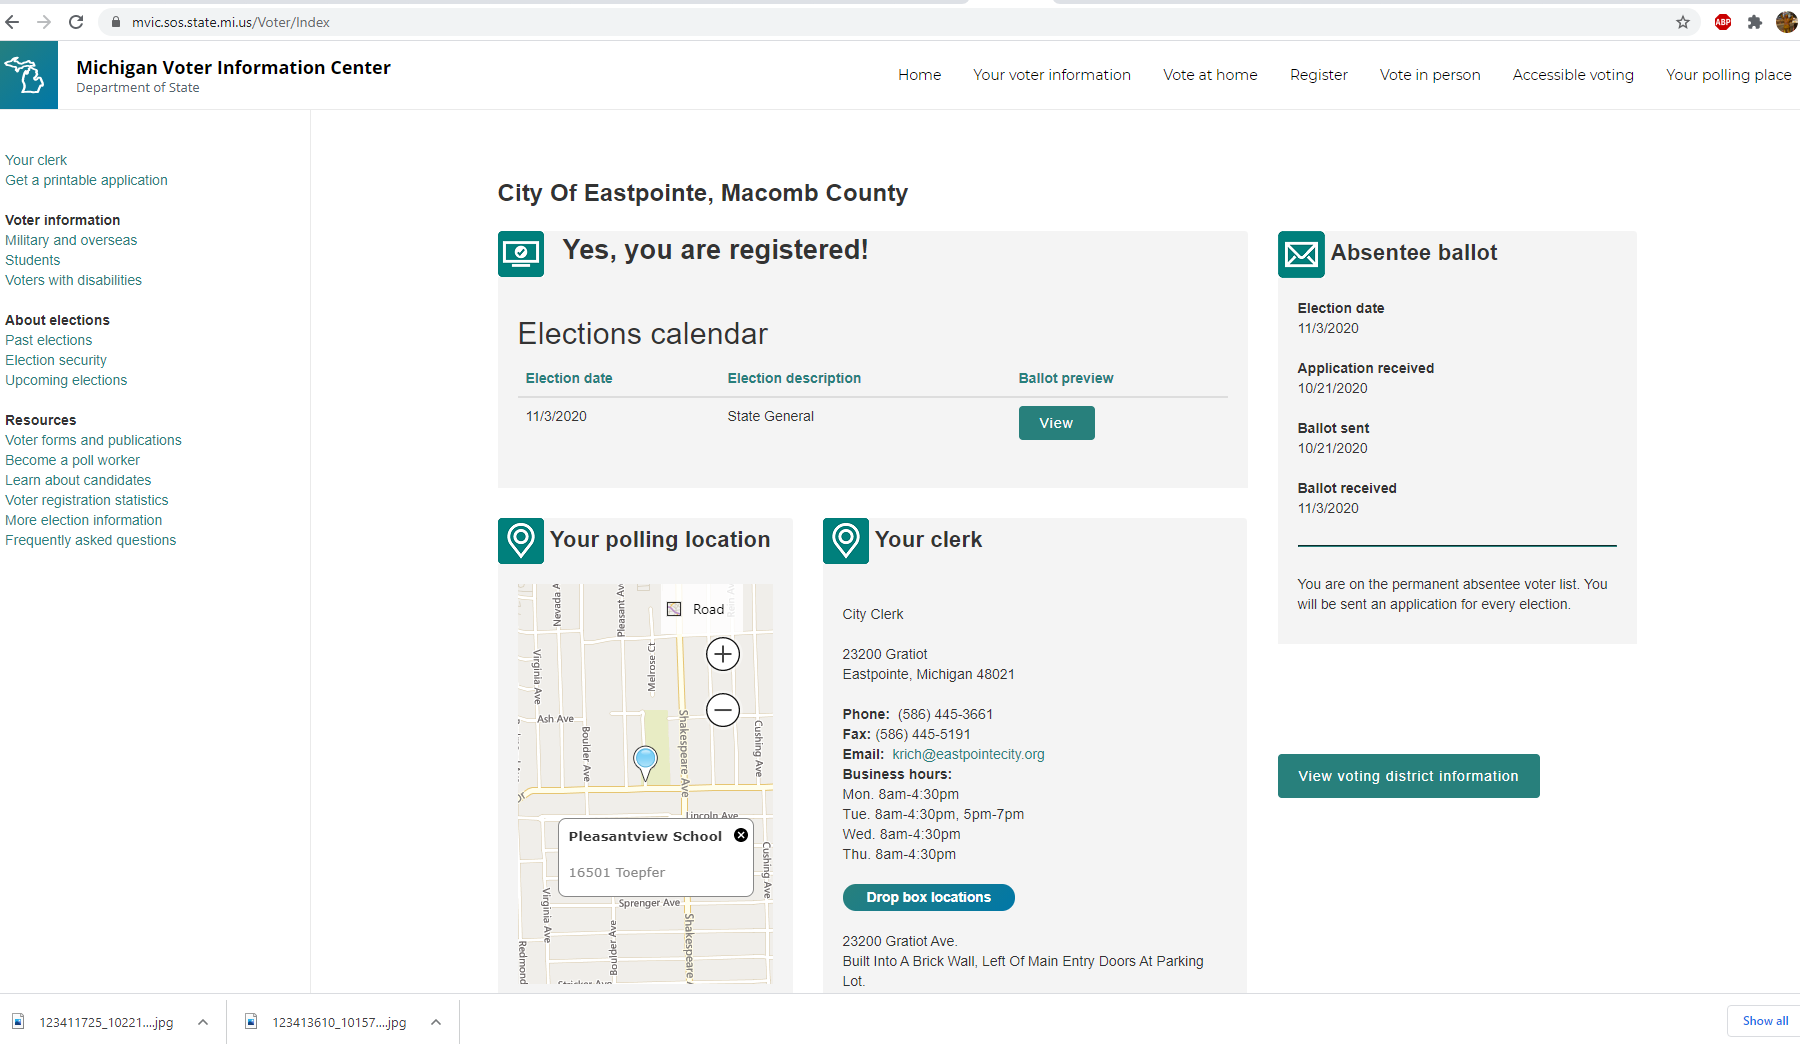 mvic.sos.state.mi.us/Voter/Index
ABP
Michigan Voter Information Center
Department of State
Home
Your voter information
Vote at home
Register
Vote in person
Accessible voting
Your polling place
Your clerk
Get a printable application
Voter information
Military and overseas
Students
Voters with disabilities
About elections
Past elections
Election security
Upcoming elections
Resources
Voter forms and publications
Become a poll worker
Learn about candidates
Voter registration statistics
More election information
Frequently asked questions
City Of Eastpointe, Macomb County
Yes, you are registered!
Elections calendar
Election date Election description Ballot preview
11/3/2020 State General View
Absentee ballot
Election date
11/3/2020
Application received
10/21/2020
Ballot sent
10/21/2020
Ballot received
11/3/2020
You are on the permanent absentee voter list. You
will be sent an application for every election.
View voting district information
Your polling location
Road
Nevada A
Pleasant Av
Melrose Ct
Virginia Ave
Ash Ave
Boulder Ave
Shakespeare Ave
Cushing Ave
Lincoln Ave
Pleasantview School
16501 Toepfer
Cushing Ave
Sprenger Ave
Virginia Ave
Boulder Ave
Shakespeare
Redmond
Your clerk
City Clerk
23200 Gratiot
Eastpointe, Michigan 48021
Phone: (586) 445-3661
Fax: (586) 445-5191
Email: krich@eastpointecity.org
Business hours:
Mon. 8am-4:30pm
Tue. 8am-4:30pm, 5pm-7pm
Wed. 8am-4:30pm
Thu. 8am-4:30pm
Drop box locations
23200 Gratiot Ave.
Built Into A Brick Wall, Left Of Main Entry Doors At Parking
Lot.
123411725_10221....jpg
123413610_10157....jpg
Show all